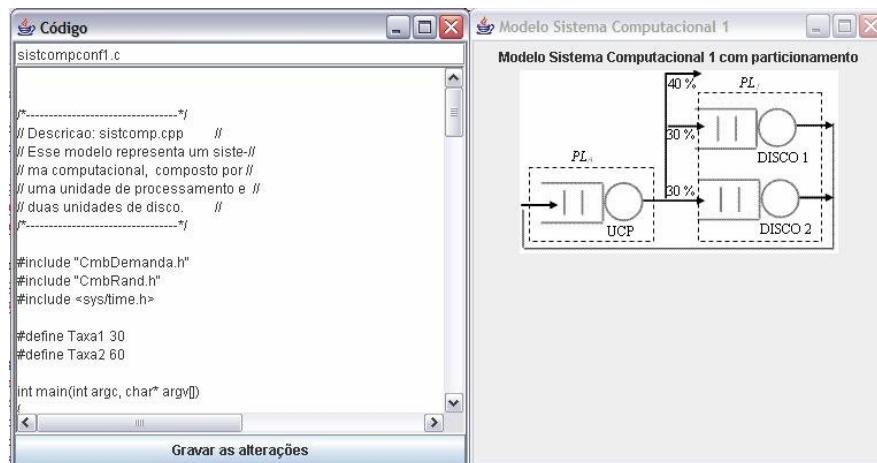 Código
sistcompconf1.c
/*---------------------------------*/
// Descricao: sistcomp.cpp //
// Esse modelo representa um siste-//
// ma computacional, composto por //
// uma unidade de processamento e //
// duas unidades de disco. //
/*---------------------------------*/
#include "CmbDemanda.h"
#include "CmbRand.h"
#include <sys/time.h>
#define Taxa1 30
#define Taxa2 60
int main(int argc, char* argv[])
{
Gravar as alterações
Modelo Sistema Computacional 1
Modelo Sistema Computacional 1 com particionamento
40 %
PL
30 %
DISCO 1
PL
30 %
UCP
DISCO 2